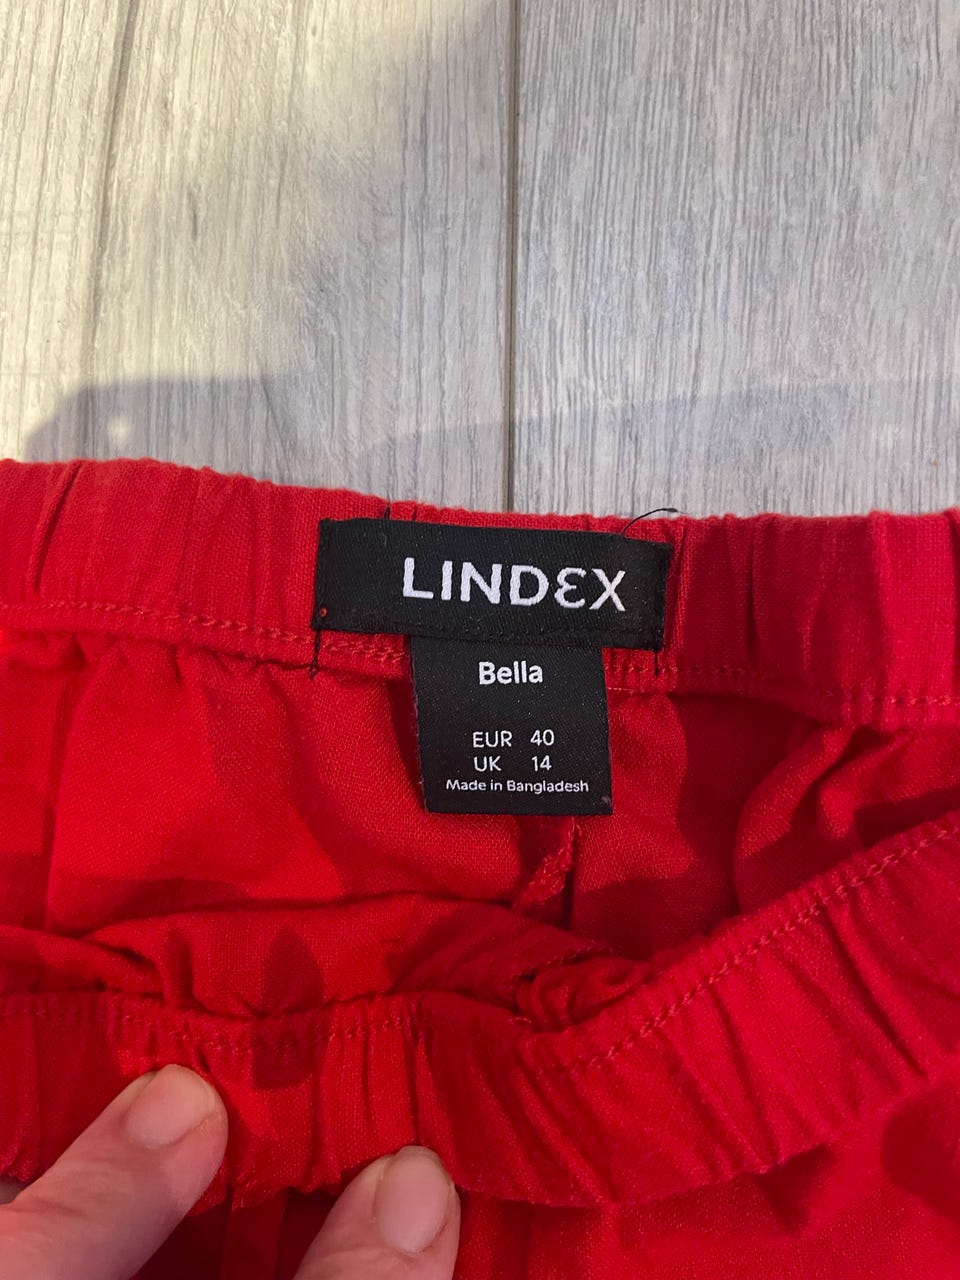 LINDEX
Bella
EUR 40
UK 14
Made in Bangladesh